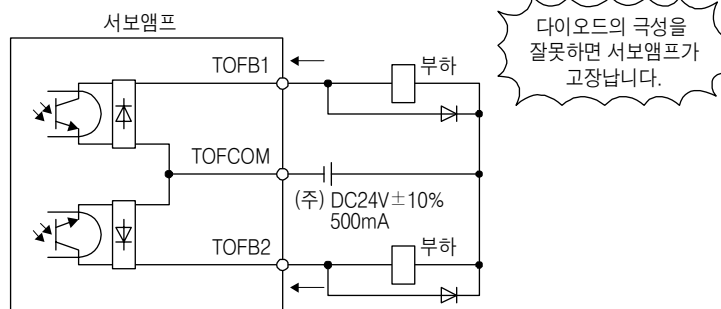 서보앰프
다이오드의 극성을
잘못하면 서보앰프가
고장납니다.
TOFB1
부하
TOFCOM
(주) DC24V±10%
500mA
TOFB2
부하